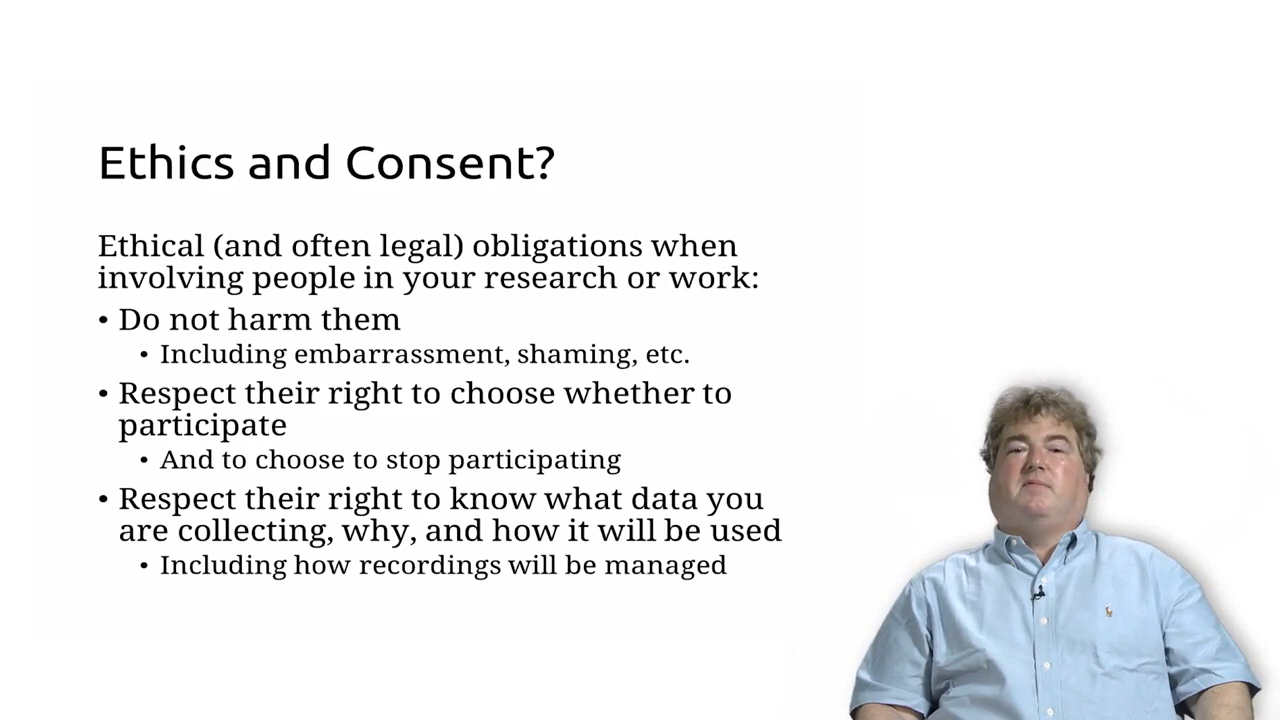 Ethics and Consent?
Ethical (and often legal) obligations when
involving people in your research or work:
• Do not harm them
• Including embarrassment, shaming, etc.
• Respect their right to choose whether to
participate
• And to choose to stop participating
• Respect their right to know what data you
are collecting, why, and how it will be used
• Including how recordings will be managed